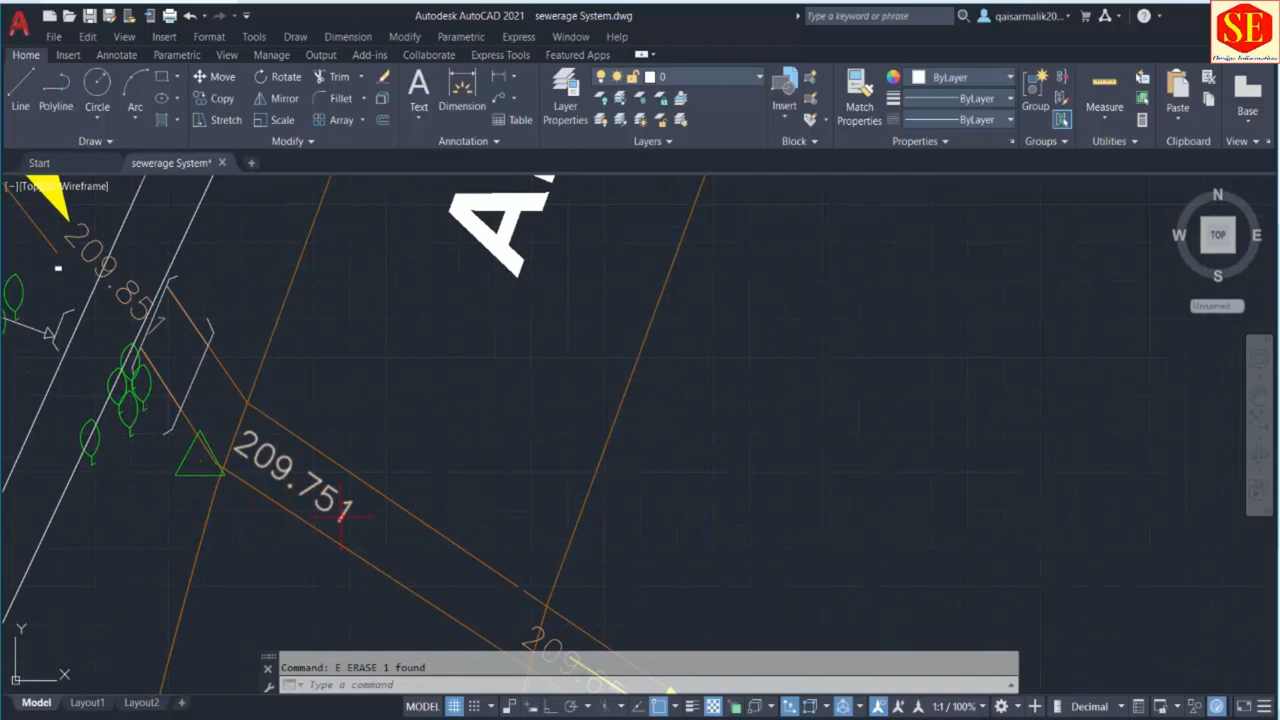 Autodesk AutoCAD 2021 sewerage System.dwg
Type a keyword or phrase
qaisarmalik20...
SE
Design Information
File Edit View Insert Format Tools Draw Dimension Modify Parametric Express Window Help
Home Insert Annotate Parametric View Manage Output Add-ins Collaborate Express Tools Featured Apps
Line Polyline Circle Arc
Move Rotate Trim
Copy Mirror Fillet
Stretch Scale Array
Text Dimension Table
Layer Properties
0
Insert
Match Properties
ByLayer
ByLayer
ByLayer
Group
Measure
Paste
Base
Draw Modify Annotation Layers Block Properties Groups Utilities Clipboard View
Start sewerage System*
209.851
A
N
W TOP E
S
Unnamed
209.751
Y
X
Command: E ERASE 1 found
Type a command
Model Layout1 Layout2
MODEL 1:1 / 100% Decimal